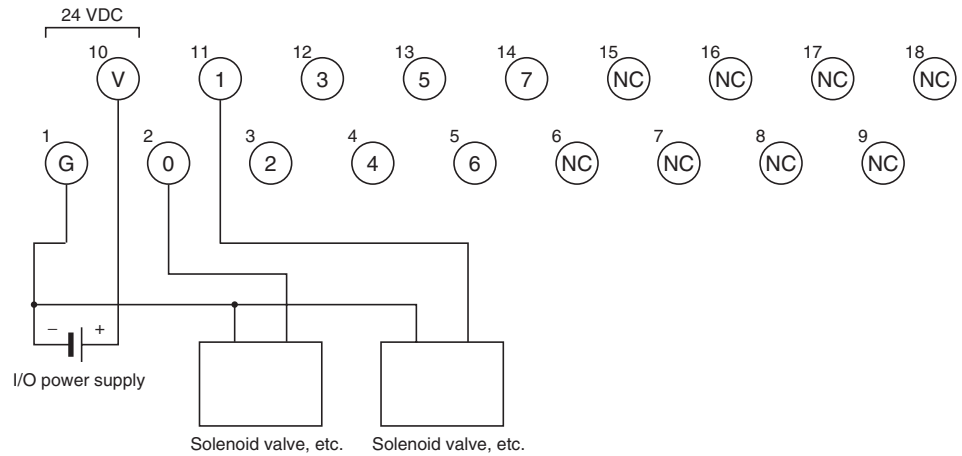 24 VDC
10 11 12 13 14 15 16 17 18
V 1 3 5 7 NC NC NC NC
1 2 3 4 5 6 7 8 9
G 0 2 4 6 NC NC NC NC
− +
I/O power supply
Solenoid valve, etc. Solenoid valve, etc.